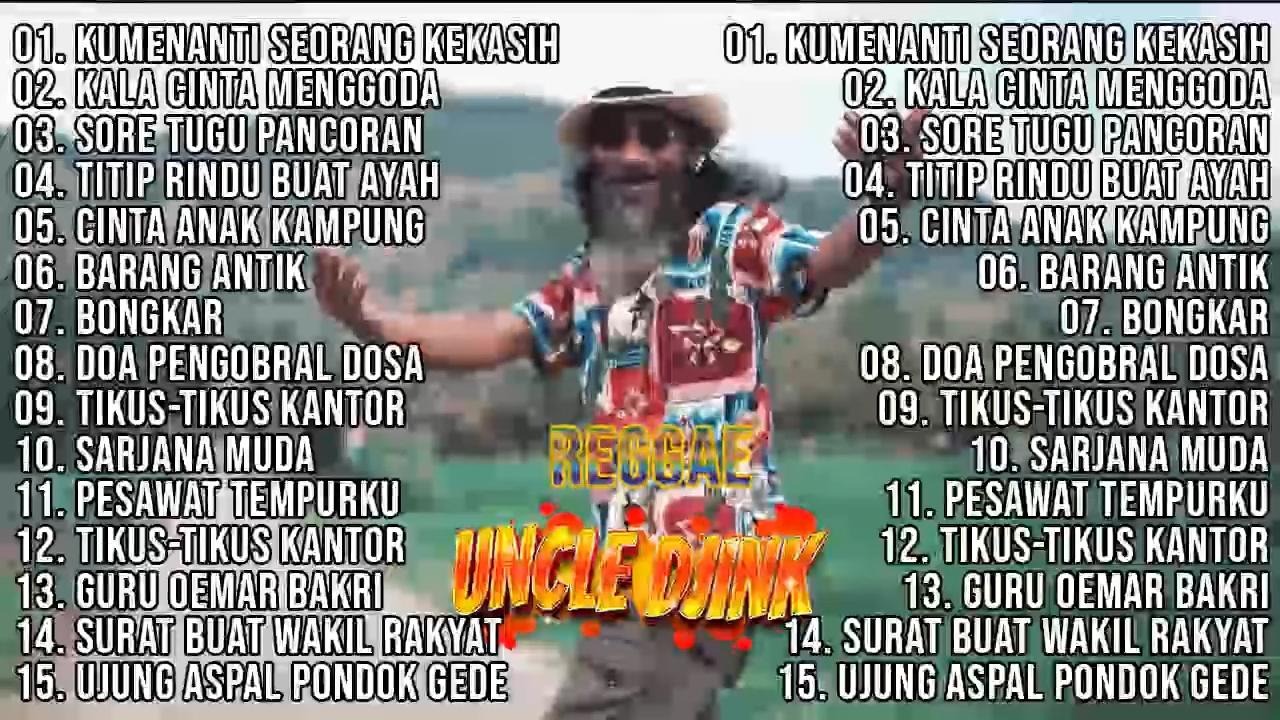 01. KUMENANTI SEORANG KEKASIH
02. KALA CINTA MENGGODA
03. SORE TUGU PANCORAN
04. TITIP RINDU BUAT AYAH
05. CINTA ANAK KAMPUNG
06. BARANG ANTIK
07. BONGKAR
08. DOA PENGOBRAL DOSA
09. TIKUS-TIKUS KANTOR
10. SARJANA MUDA
11. PESAWAT TEMPURKU
12. TIKUS-TIKUS KANTOR
13. GURU OEMAR BAKRI
14. SURAT BUAT WAKIL RAKYAT
15. UJUNG ASPAL PONDOK GEDE
REGGAE
UNCLE DJINK
01. KUMENANTI SEORANG KEKASIH
02. KALA CINTA MENGGODA
03. SORE TUGU PANCORAN
04. TITIP RINDU BUAT AYAH
05. CINTA ANAK KAMPUNG
06. BARANG ANTIK
07. BONGKAR
08. DOA PENGOBRAL DOSA
09. TIKUS-TIKUS KANTOR
10. SARJANA MUDA
11. PESAWAT TEMPURKU
12. TIKUS-TIKUS KANTOR
13. GURU OEMAR BAKRI
14. SURAT BUAT WAKIL RAKYAT
15. UJUNG ASPAL PONDOK GEDE